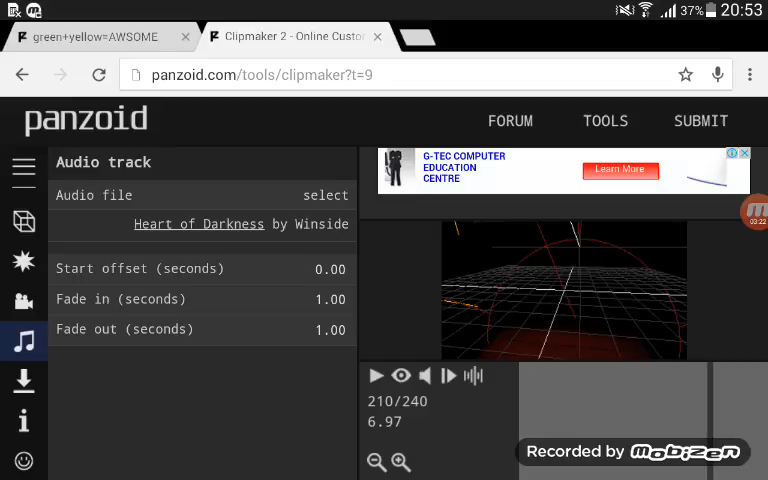 37% 20:53
green+yellow=AWSOME
Clipmaker 2 - Online Custo
panzoid.com/tools/clipmaker?t=9
panzoid FORUM TOOLS SUBMIT
Audio track
Audio file select
Heart of Darkness by Winside
Start offset (seconds) 0.00
Fade in (seconds) 1.00
Fade out (seconds) 1.00
G-TEC COMPUTER
EDUCATION
CENTRE
Learn More
03:22
210/240
6.97
Recorded by Mobizen